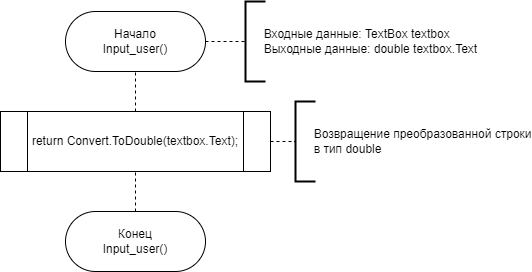 Начало
Input_user()
Входные данные: TextBox textbox
Выходные данные: double textbox.Text
return Convert.ToDouble(textbox.Text);
Возвращение преобразованной строки
в тип double
Конец
Input_user()